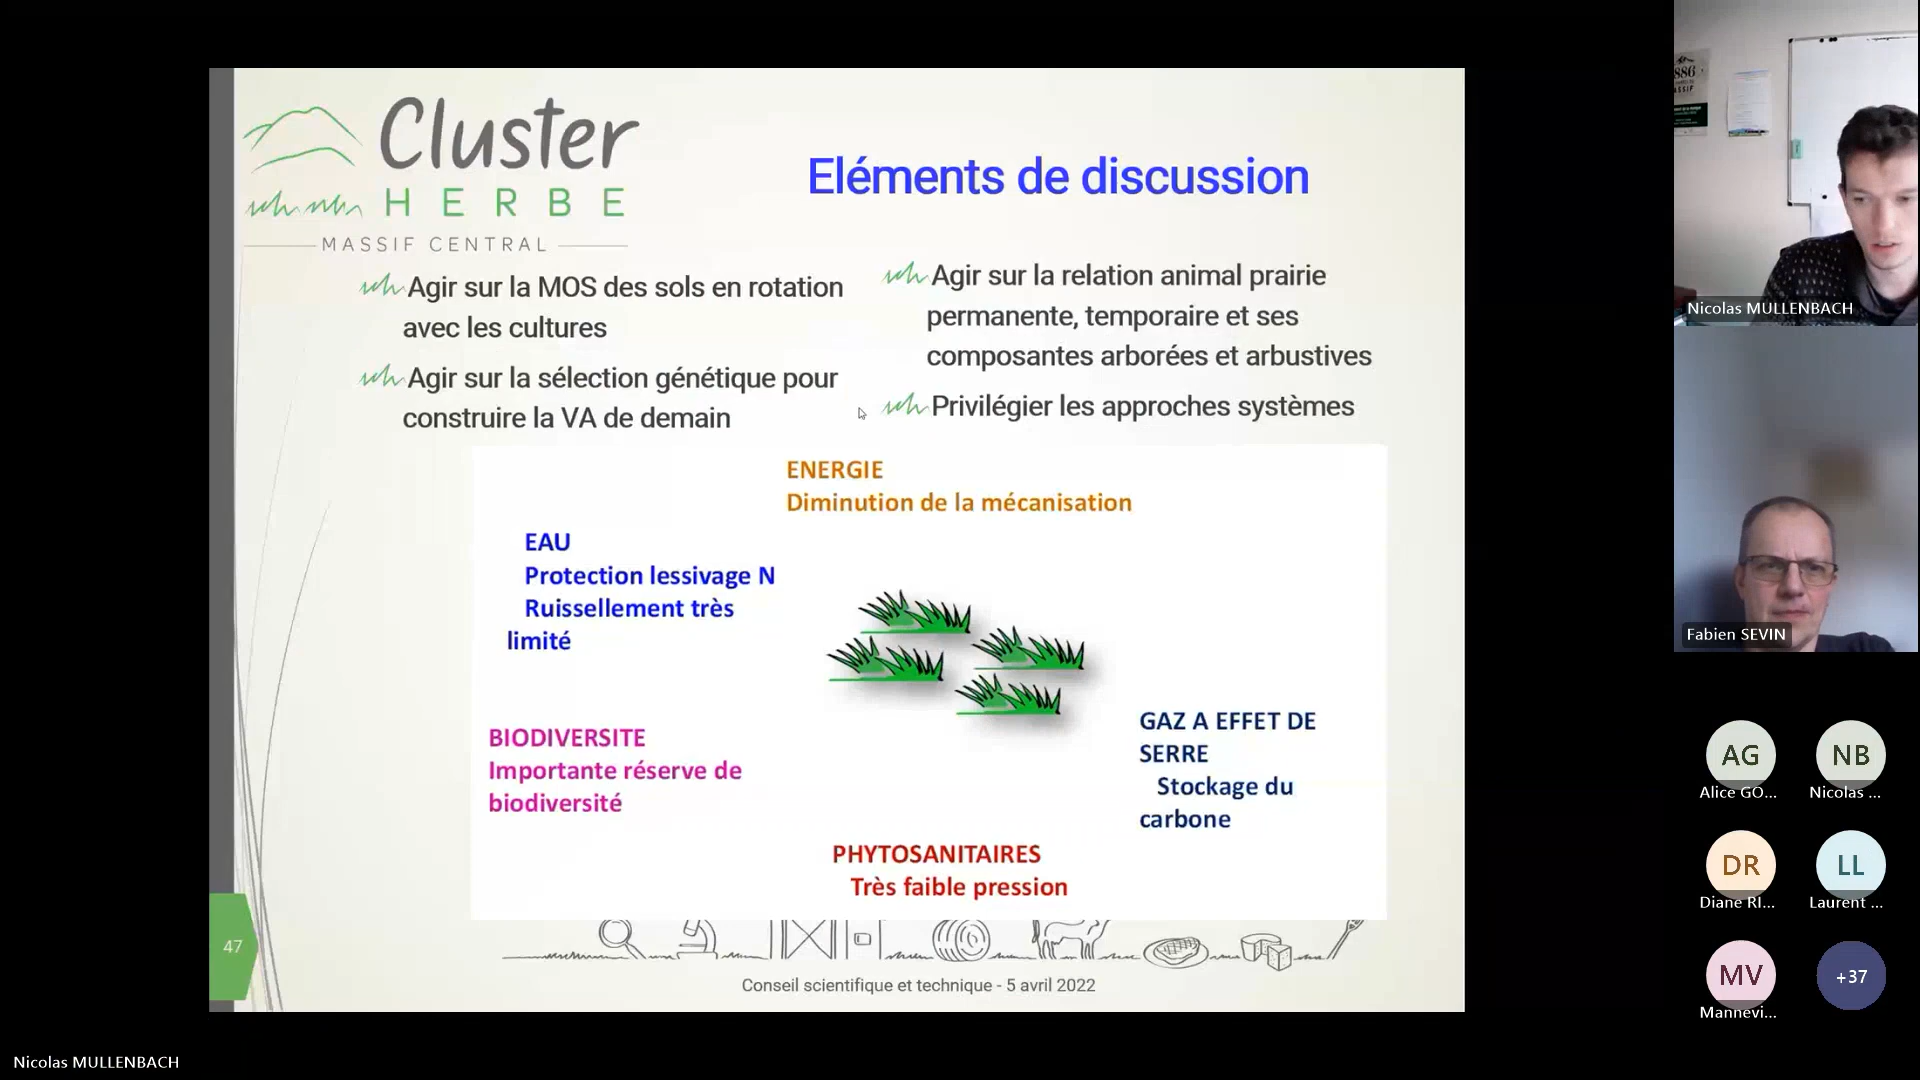 Cluster
HERBE
MASSIF CENTRAL
Eléments de discussion
Agir sur la MOS des sols en rotation
avec les cultures
Agir sur la sélection génétique pour
construire la VA de demain
Agir sur la relation animal prairie
permanente, temporaire et ses
composantes arborées et arbustives
Privilégier les approches systèmes
ENERGIE
Diminution de la mécanisation
EAU
Protection lessivage N
Ruissellement très
limité
BIODIVERSITE
Importante réserve de
biodiversité
GAZ A EFFET DE
SERRE
Stockage du
carbone
PHYTOSANITAIRES
Très faible pression
47
Conseil scientifique et technique - 5 avril 2022
Nicolas MULLENBACH
886
Nicolas MULLENBACH
Fabien SEVIN
AG
Alice GO...
NB
Nicolas ...
DR
Diane RI...
LL
Laurent ...
MV
Mannevi...
+37